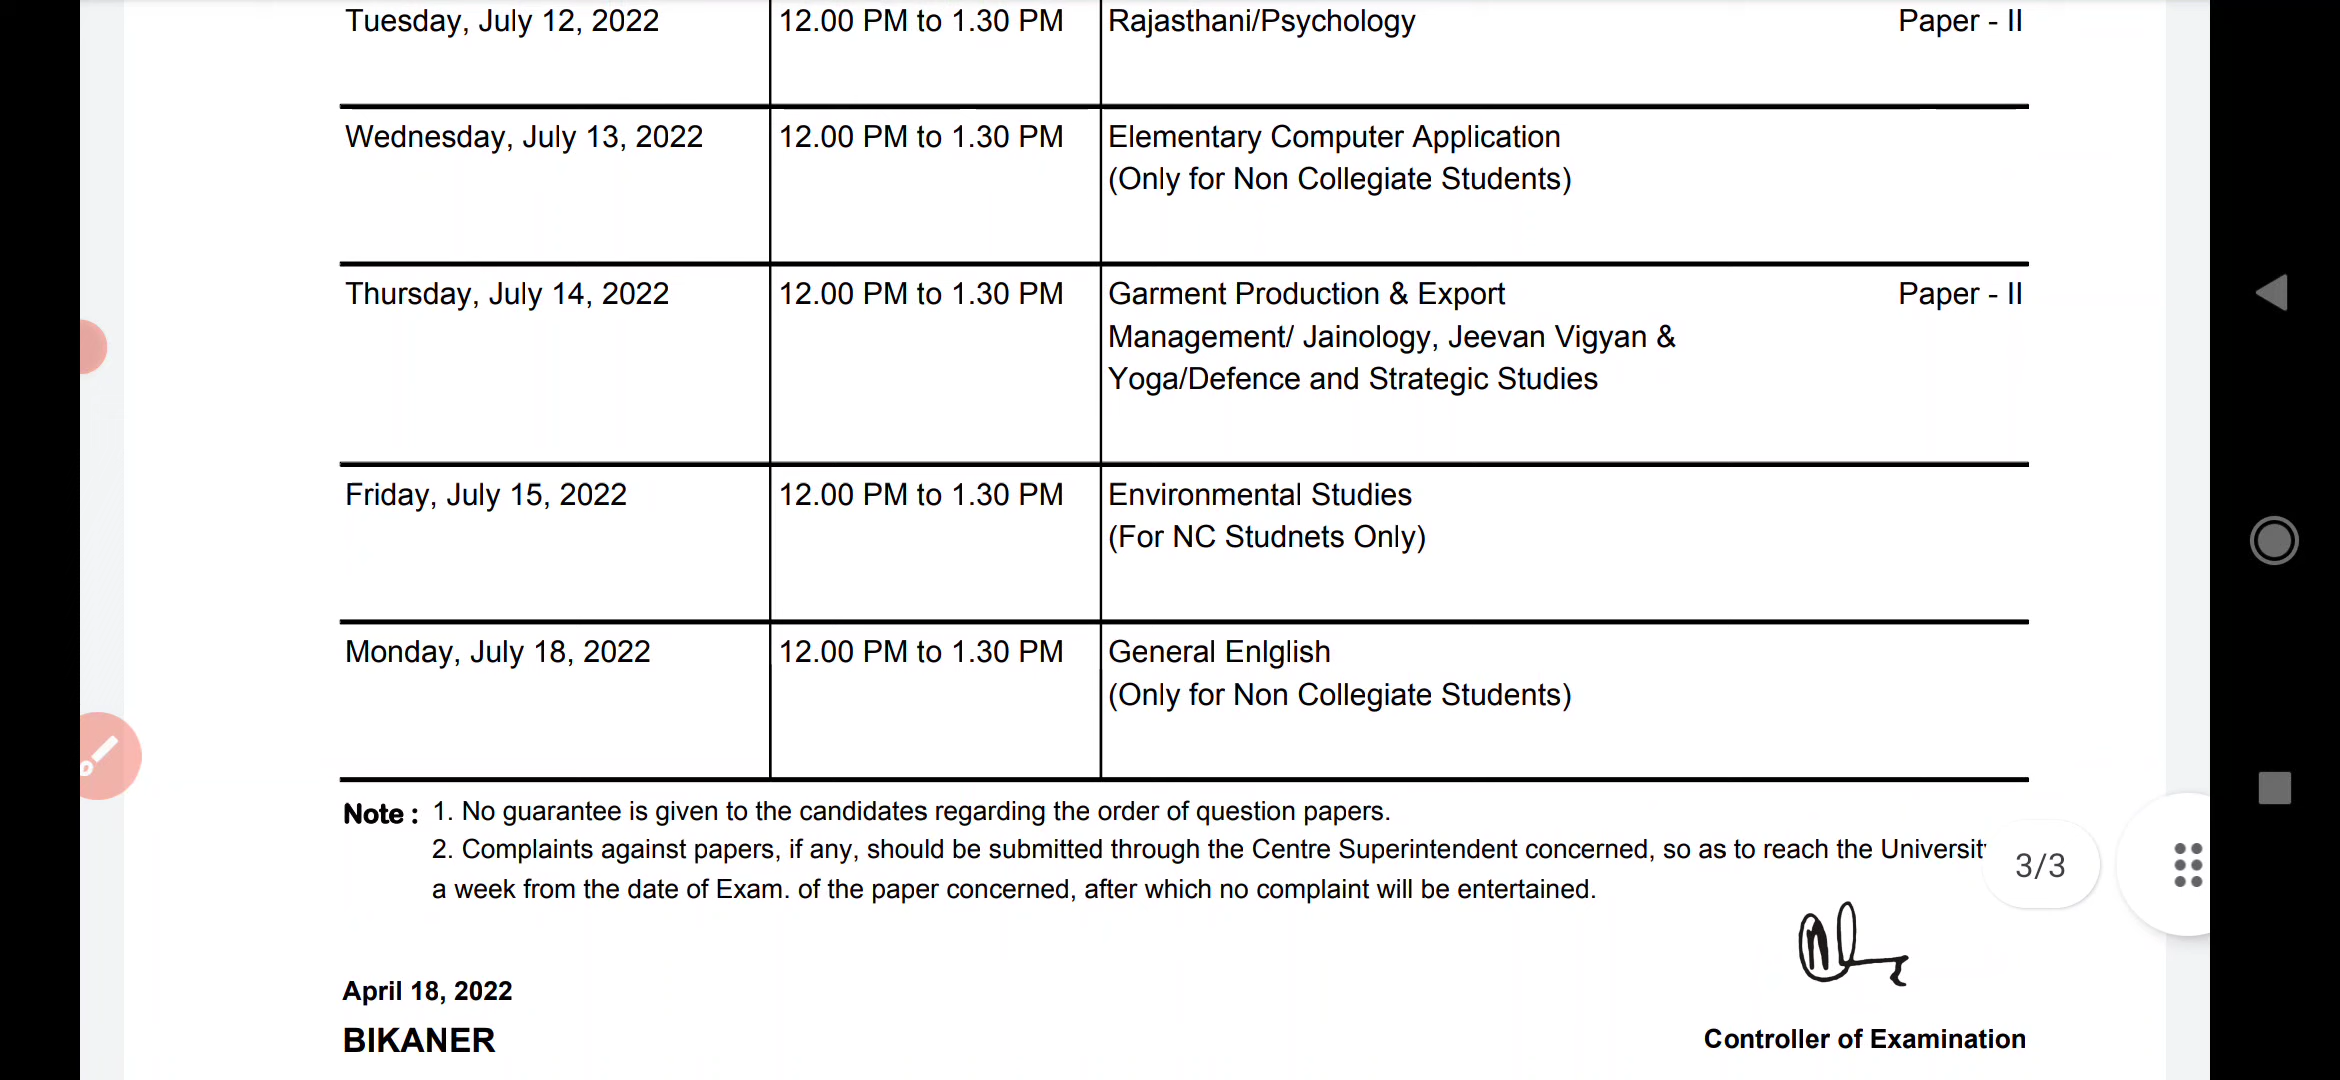 Tuesday, July 12, 2022 12.00 PM to 1.30 PM Rajasthani/Psychology Paper - II
Wednesday, July 13, 2022 12.00 PM to 1.30 PM Elementary Computer Application
(Only for Non Collegiate Students)
Thursday, July 14, 2022 12.00 PM to 1.30 PM Garment Production & Export Paper - II
Management/ Jainology, Jeevan Vigyan &
Yoga/Defence and Strategic Studies
Friday, July 15, 2022 12.00 PM to 1.30 PM Environmental Studies
(For NC Studnets Only)
Monday, July 18, 2022 12.00 PM to 1.30 PM General Enlglish
(Only for Non Collegiate Students)
Note : 1. No guarantee is given to the candidates regarding the order of question papers.
2. Complaints against papers, if any, should be submitted through the Centre Superintendent concerned, so as to reach the Universit
3/3
a week from the date of Exam. of the paper concerned, after which no complaint will be entertained.
April 18, 2022
BIKANER
Controller of Examination